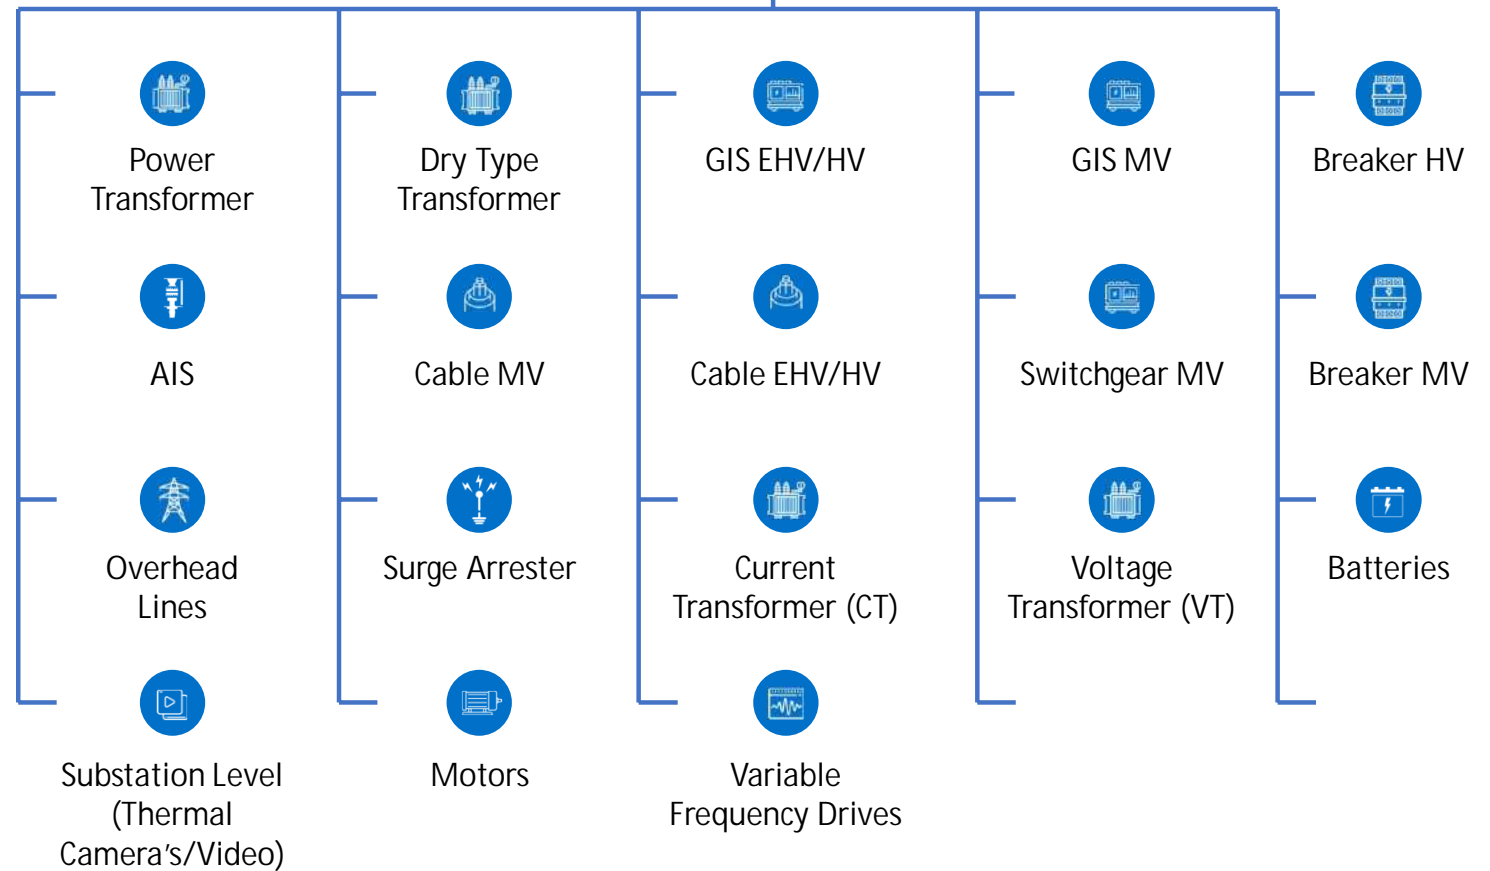 Power
Transformer
Dry Type
Transformer
GIS EHV/HV
GIS MV
Breaker HV
AIS
Cable MV
Cable EHV/HV
Switchgear MV
Breaker MV
Overhead
Lines
Surge Arrester
Current
Transformer (CT)
Voltage
Transformer (VT)
Batteries
Substation Level
(Thermal
Camera's/Video)
Motors
Variable
Frequency Drives